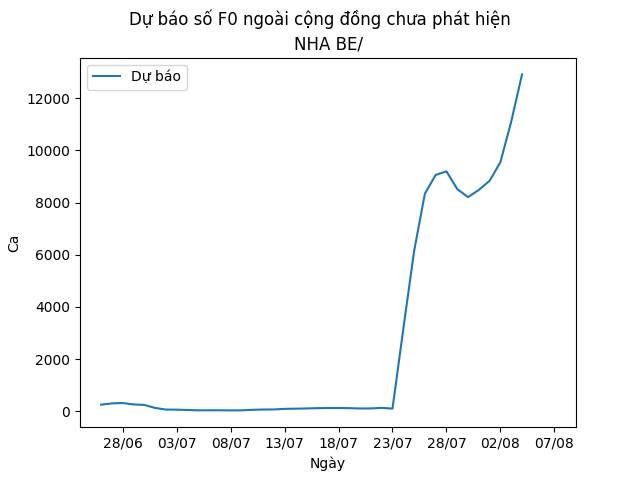 Dự báo số F0 ngoài cộng đồng chưa phát hiện
NHA BE/
Dự báo
12000
10000
8000
6000
4000
2000
0
Ca
28/06 03/07 08/07 13/07 18/07 23/07 28/07 02/08 07/08
Ngày